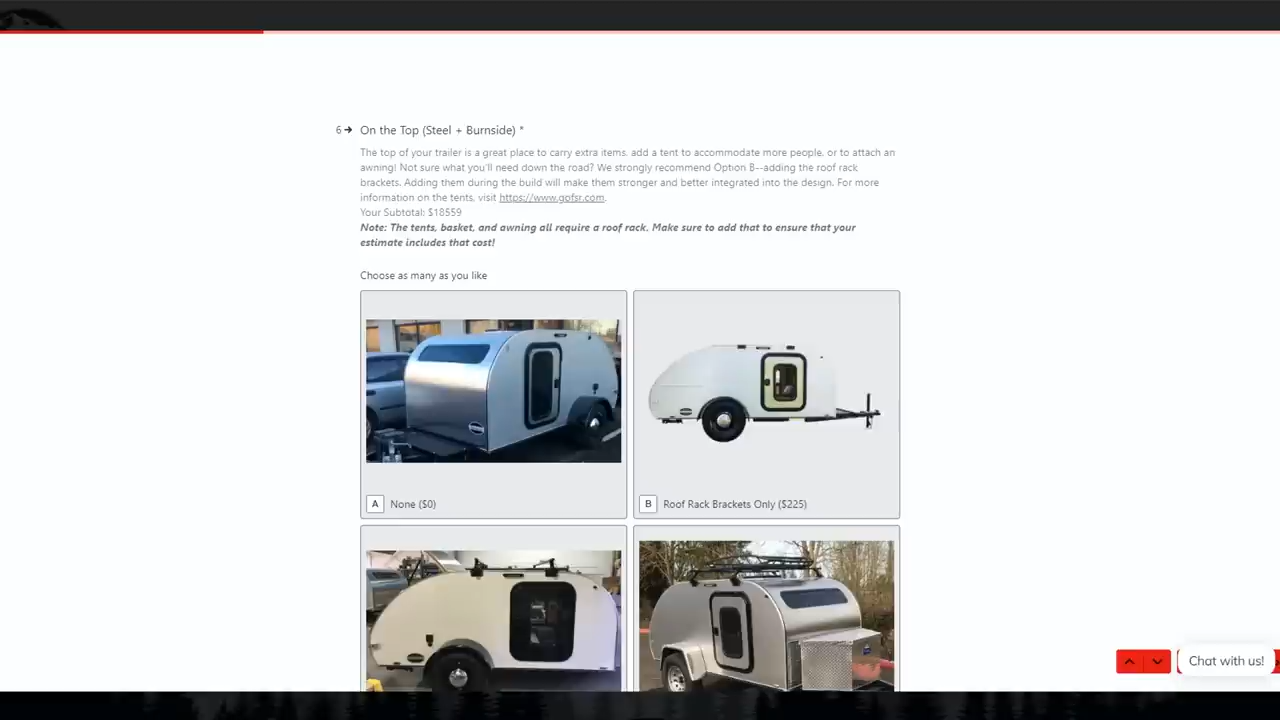 6 On the Top (Steel + Burnside) *
The top of your trailer is a great place to carry extra items, add a tent to accommodate more people, or to attach an
awning! Not sure what you'll need down the road? We strongly recommend Option B--adding the roof rack
brackets. Adding them during the build will make them stronger and better integrated into the design. For more
information on the tents, visit https://www.gofsr.com.
Your Subtotal: $18559
Note: The tents, basket, and awning all require a roof rack. Make sure to add that to ensure that your
estimate includes that cost!
Choose as many as you like
A None ($0)
B Roof Rack Brackets Only ($225)
Chat with us!